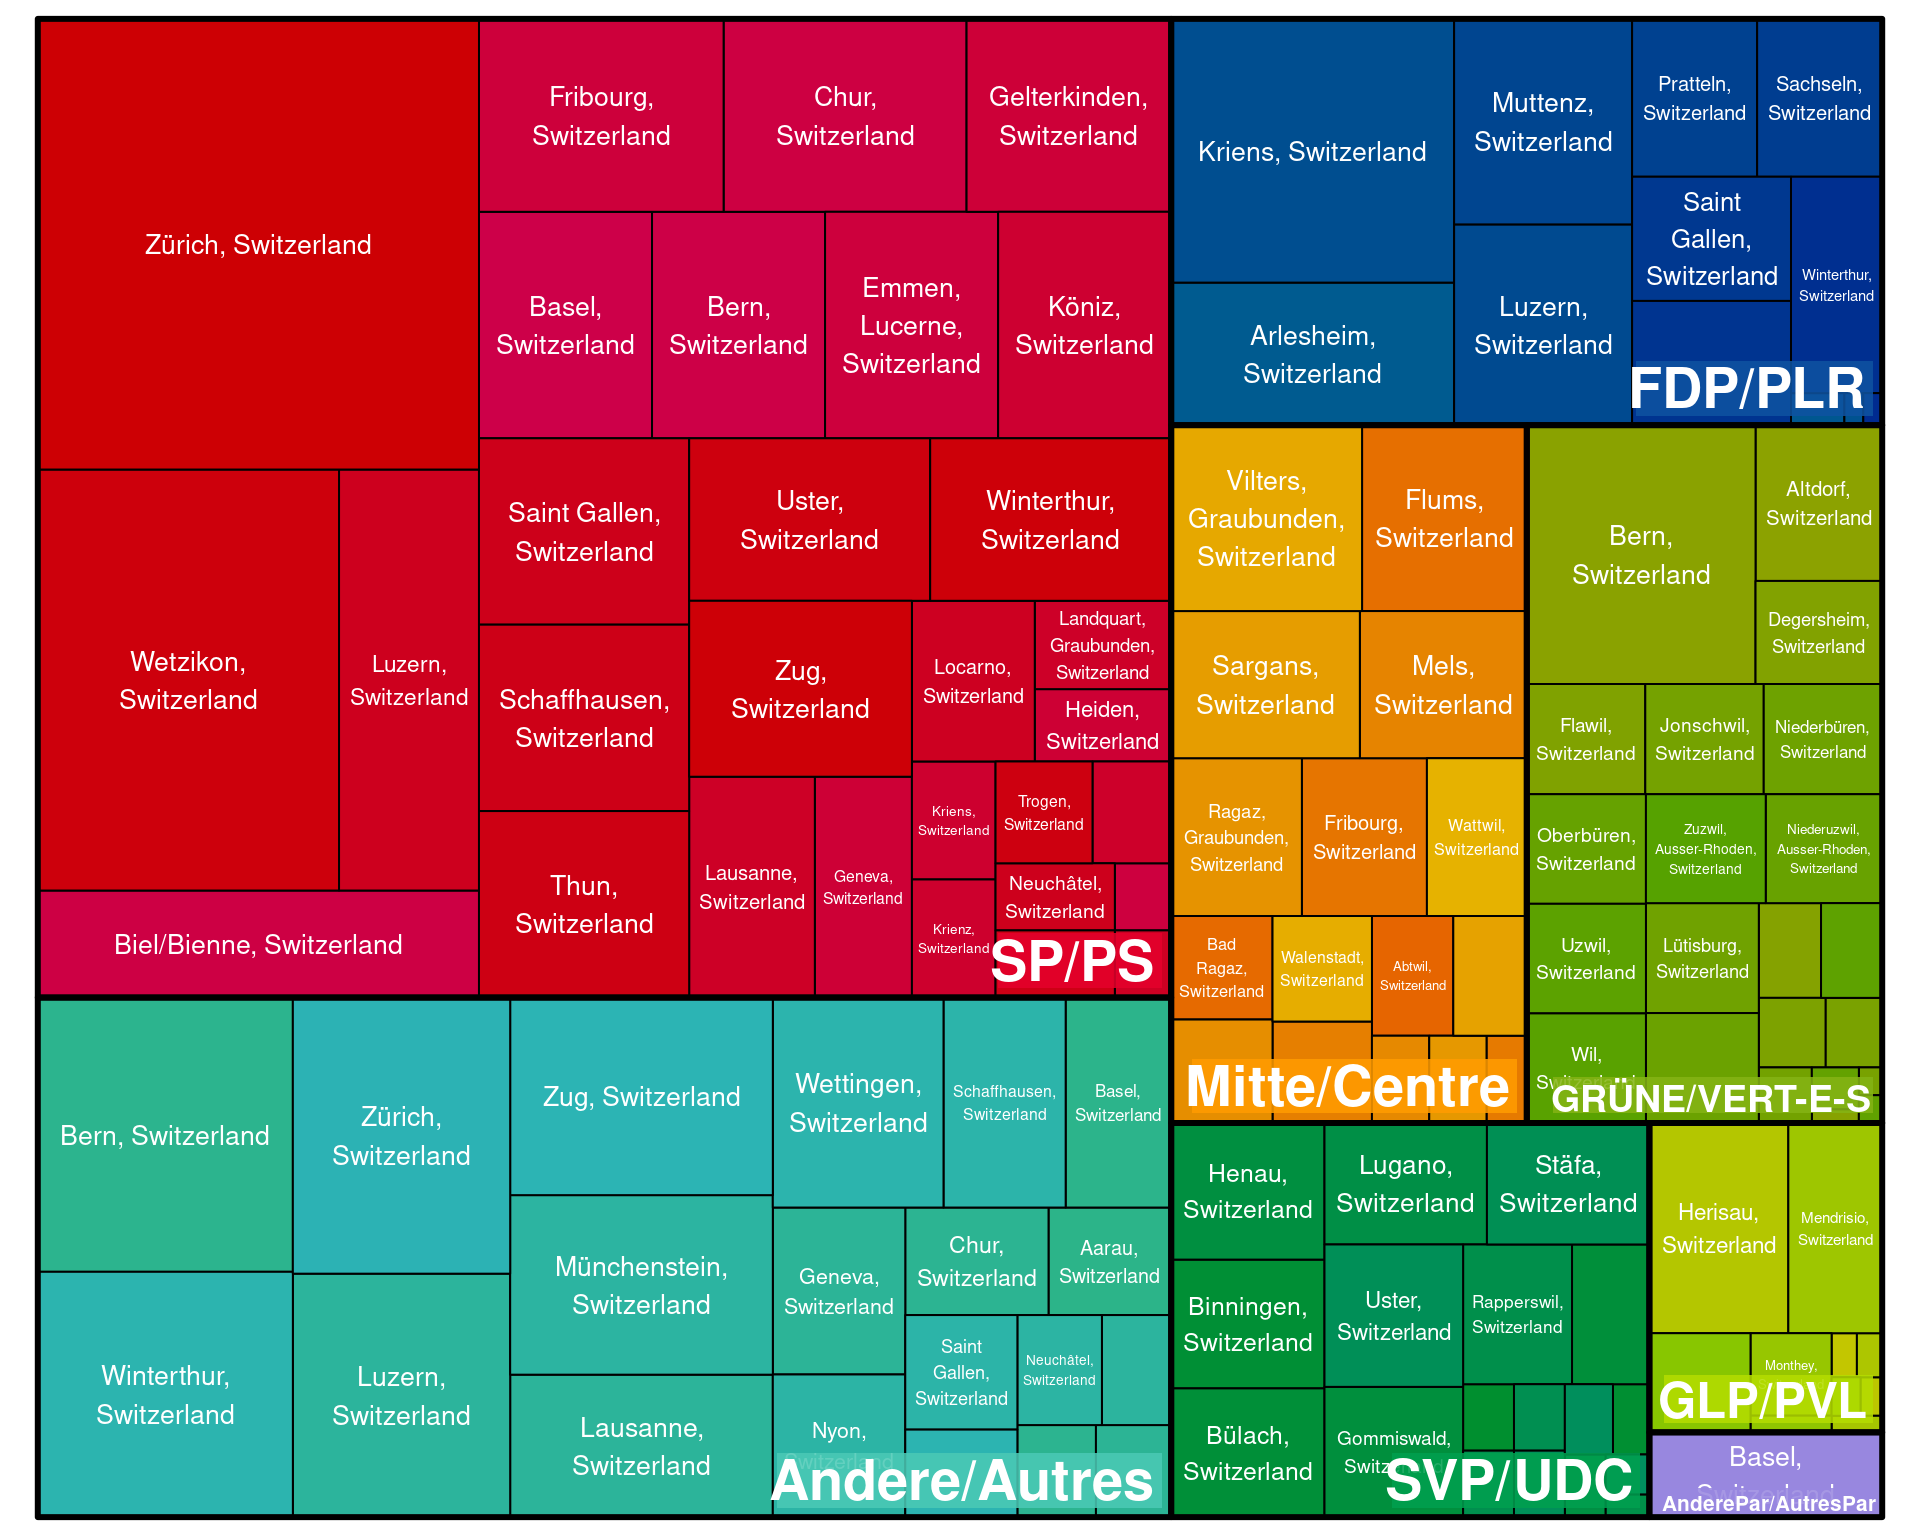 Zürich, Switzerland
Fribourg,
Switzerland
Chur,
Switzerland
Gelterkinden,
Switzerland
Basel,
Switzerland
Bern,
Switzerland
Emmen,
Lucerne,
Switzerland
Köniz,
Switzerland
Wetzikon,
Switzerland
Luzern,
Switzerland
Biel/Bienne, Switzerland
Saint Gallen,
Switzerland
Uster,
Switzerland
Winterthur,
Switzerland
Schaffhausen,
Switzerland
Zug,
Switzerland
Locarno,
Switzerland
Landquart,
Graubunden,
Switzerland
Heiden,
Switzerland
Thun,
Switzerland
Lausanne,
Switzerland
Geneva,
Switzerland
Kriens,
Switzerland
Trogen,
Switzerland
Neuchâtel,
Switzerland
Krienz,
Switzerland
SP/PS
Kriens, Switzerland
Muttenz,
Switzerland
Pratteln,
Switzerland
Sachseln,
Switzerland
Saint
Gallen,
Switzerland
Winterthur,
Switzerland
Arlesheim,
Switzerland
Luzern,
Switzerland
FDP/PLR
Vilters,
Graubunden,
Switzerland
Flums,
Switzerland
Sargans,
Switzerland
Mels,
Switzerland
Ragaz,
Graubunden,
Switzerland
Fribourg,
Switzerland
Wattwil,
Switzerland
Bad
Ragaz,
Switzerland
Walenstadt,
Switzerland
Abtwil,
Switzerland
Mitte/Centre
Bern,
Switzerland
Altdorf,
Switzerland
Degersheim,
Switzerland
Flawil,
Switzerland
Jonschwil,
Switzerland
Niederbüren,
Switzerland
Oberbüren,
Switzerland
Zuzwil,
Ausser-Rhoden,
Switzerland
Niederuzwil,
Ausser-Rhoden,
Switzerland
Uzwil,
Switzerland
Lütisburg,
Switzerland
Wil,
Switzerland
GRÜNE/VERT-E-S
Bern, Switzerland
Zürich,
Switzerland
Zug, Switzerland
Wettingen,
Switzerland
Schaffhausen,
Switzerland
Basel,
Switzerland
Münchenstein,
Switzerland
Geneva,
Switzerland
Chur,
Switzerland
Aarau,
Switzerland
Winterthur,
Switzerland
Luzern,
Switzerland
Lausanne,
Switzerland
Saint
Gallen,
Switzerland
Neuchâtel,
Switzerland
Nyon,
Switzerland
Andere/Autres
Henau,
Switzerland
Lugano,
Switzerland
Stäfa,
Switzerland
Binningen,
Switzerland
Uster,
Switzerland
Rapperswil,
Switzerland
Bülach,
Switzerland
Gommiswald,
Switzerland
SVP/UDC
Herisau,
Switzerland
Mendrisio,
Switzerland
Monthey,
GLP/PVL
Basel,
Switzerland
AnderePar/AutresPar